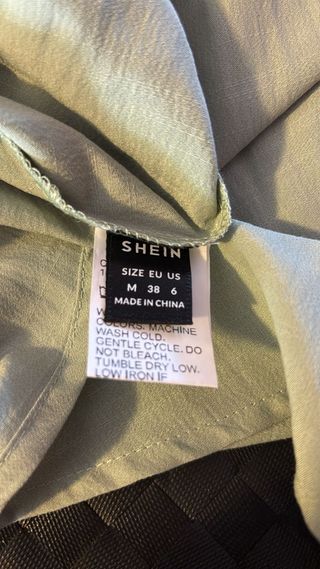 SHEIN
SIZE EU US
M 38 6
MADE IN CHINA
COLORS. MACHINE
WASH COLD.
GENTLE CYCLE. DO
NOT BLEACH.
TUMBLE DRY LOW.
LOW IRON IF